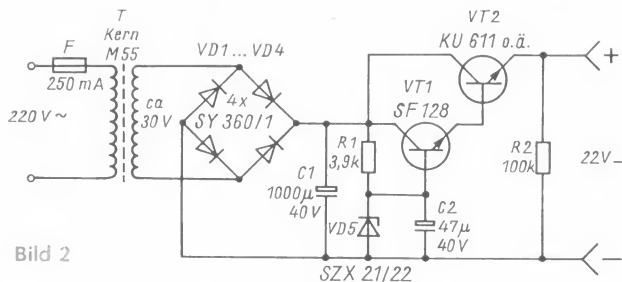 T
Kern
M 55
F
250 mA
220 V ~
ca
30 V
VD1...VD4
4x
SY 360/1
C1
1000µ
40V
R1
3,9k
VD5
SZX 21/22
VT1
SF 128
C2
47µ
40V
VT2
KU 611 o.ä.
R2
100k
+
22V–
–
Bild 2